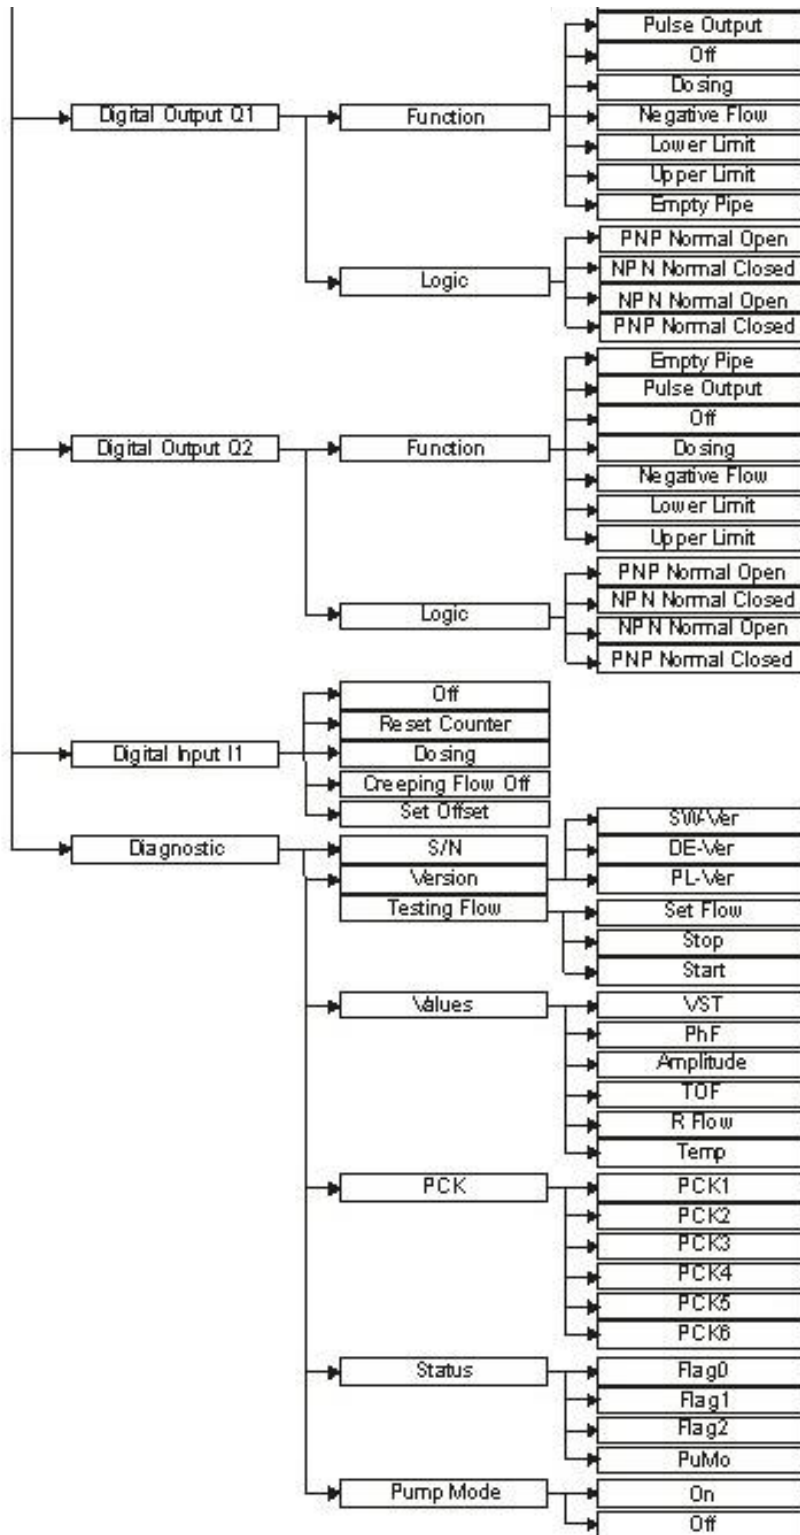 Pulse Output
Off
Dosing
Digital Output Q1
Function
Negative Flow
Lower Limit
Upper Limit
Empty Pipe
PNP Normal Open
NPN Normal Closed
Logic
NPN Normal Open
PNP Normal Closed
Empty Pipe
Pulse Output
Off
Digital Output Q2
Function
Dosing
Negative Flow
Lower Limit
Upper Limit
PNP Normal Open
NPN Normal Closed
Logic
NPN Normal Open
PNP Normal Closed
Off
Reset Counter
Digital Input I1
Dosing
Creeping Flow Off
Set Offset
SW-Ver
Diagnostic
S/N
DE-Ver
Version
PL-Ver
Testing Flow
Set Flow
Stop
Start
Values
VST
PhF
Amplitude
TOF
R Flow
Temp
PCK
PCK1
PCK2
PCK3
PCK4
PCK5
PCK6
Status
Flag0
Flag1
Flag2
PuMo
Pump Mode
On
Off